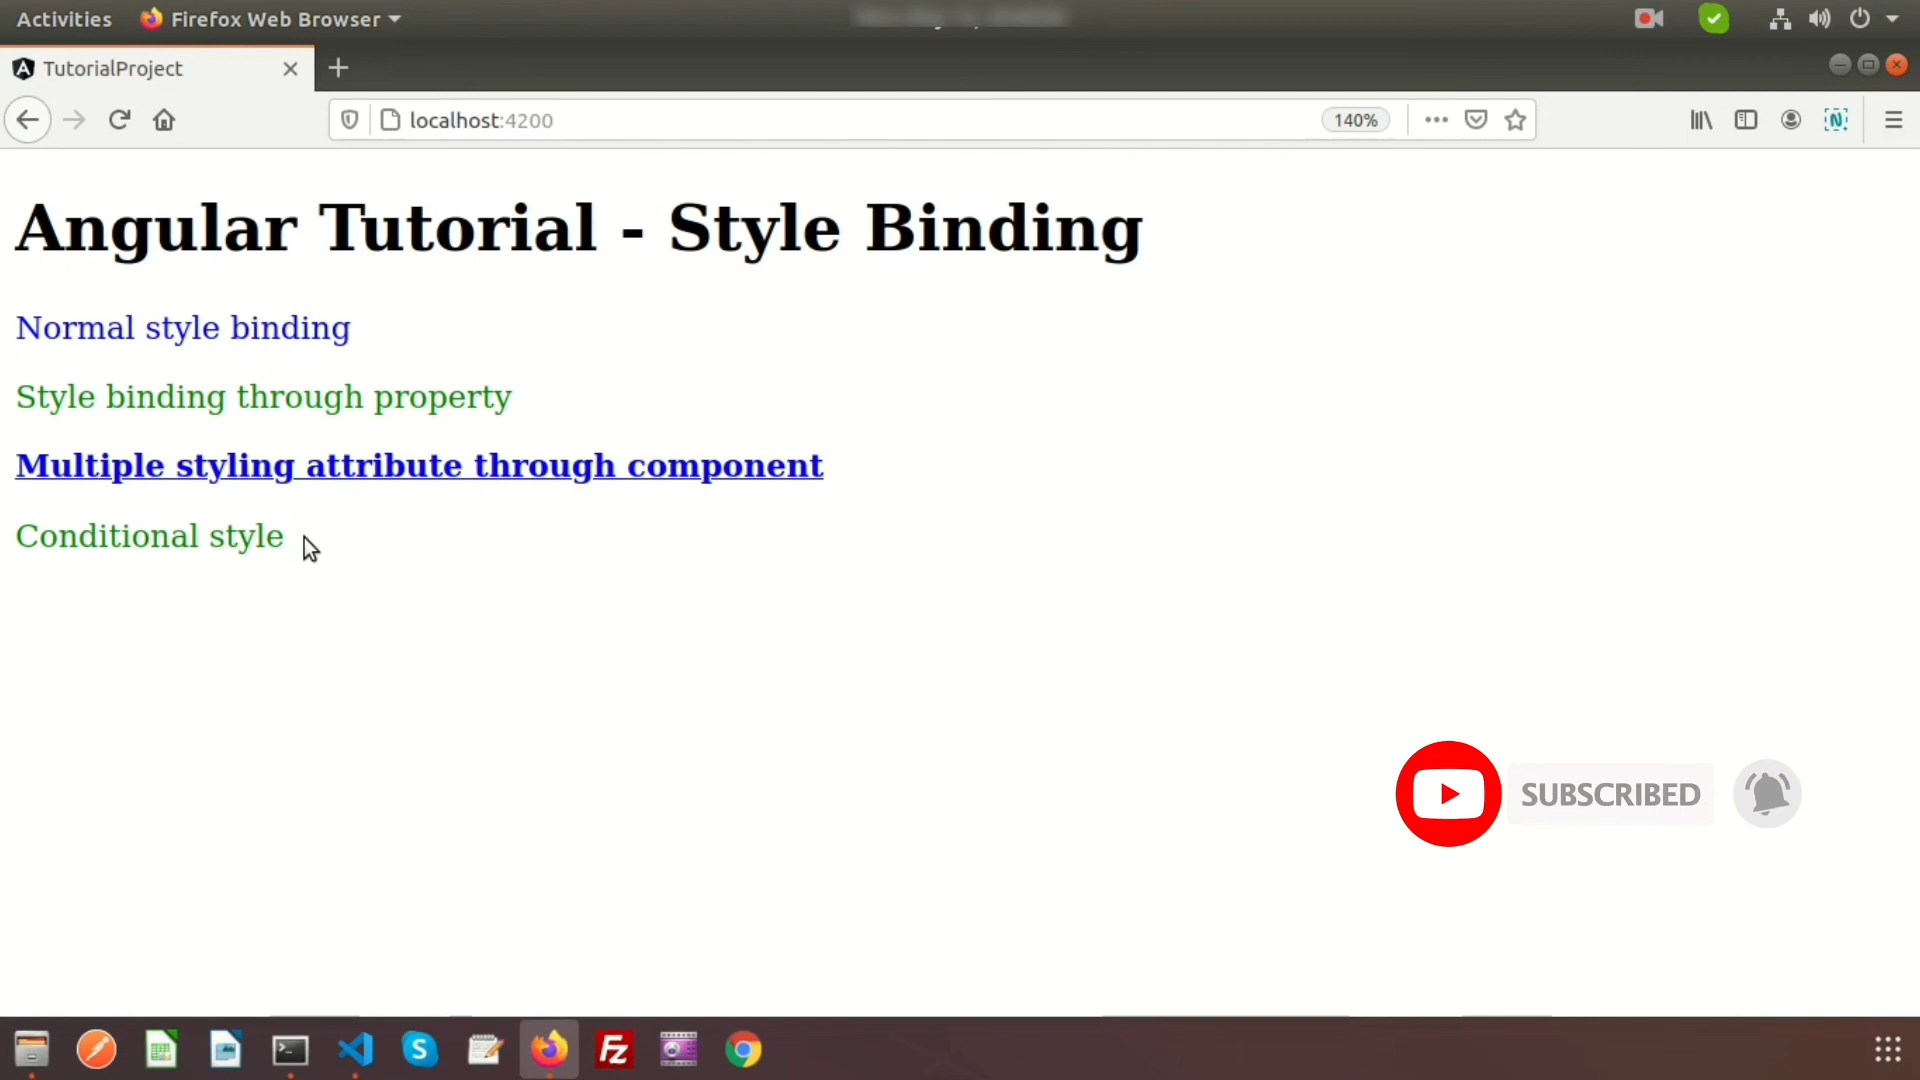 Activities
Firefox Web Browser
TutorialProject
localhost:4200
140%
Angular Tutorial - Style Binding
Normal style binding
Style binding through property
Multiple styling attribute through component
Conditional style
SUBSCRIBED